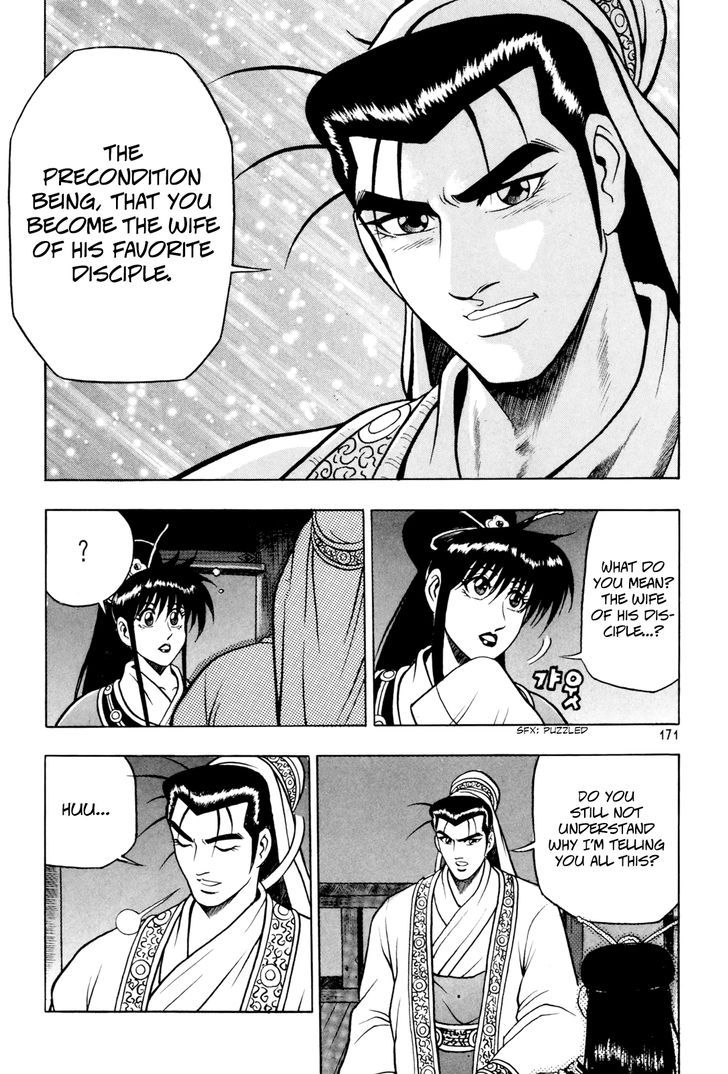 THE
PRECONDITION
BEING, THAT YOU
BECOME THE WIFE
OF HIS FAVORITE
DISCIPLE.
?
WHAT DO
YOU MEAN?
THE WIFE
OF HIS DIS-
CIPLE...?
갸웃
SFX: PUZZLED
171
HUU...
DO YOU
STILL NOT
UNDERSTAND
WHY I'M TELLING
YOU ALL THIS?